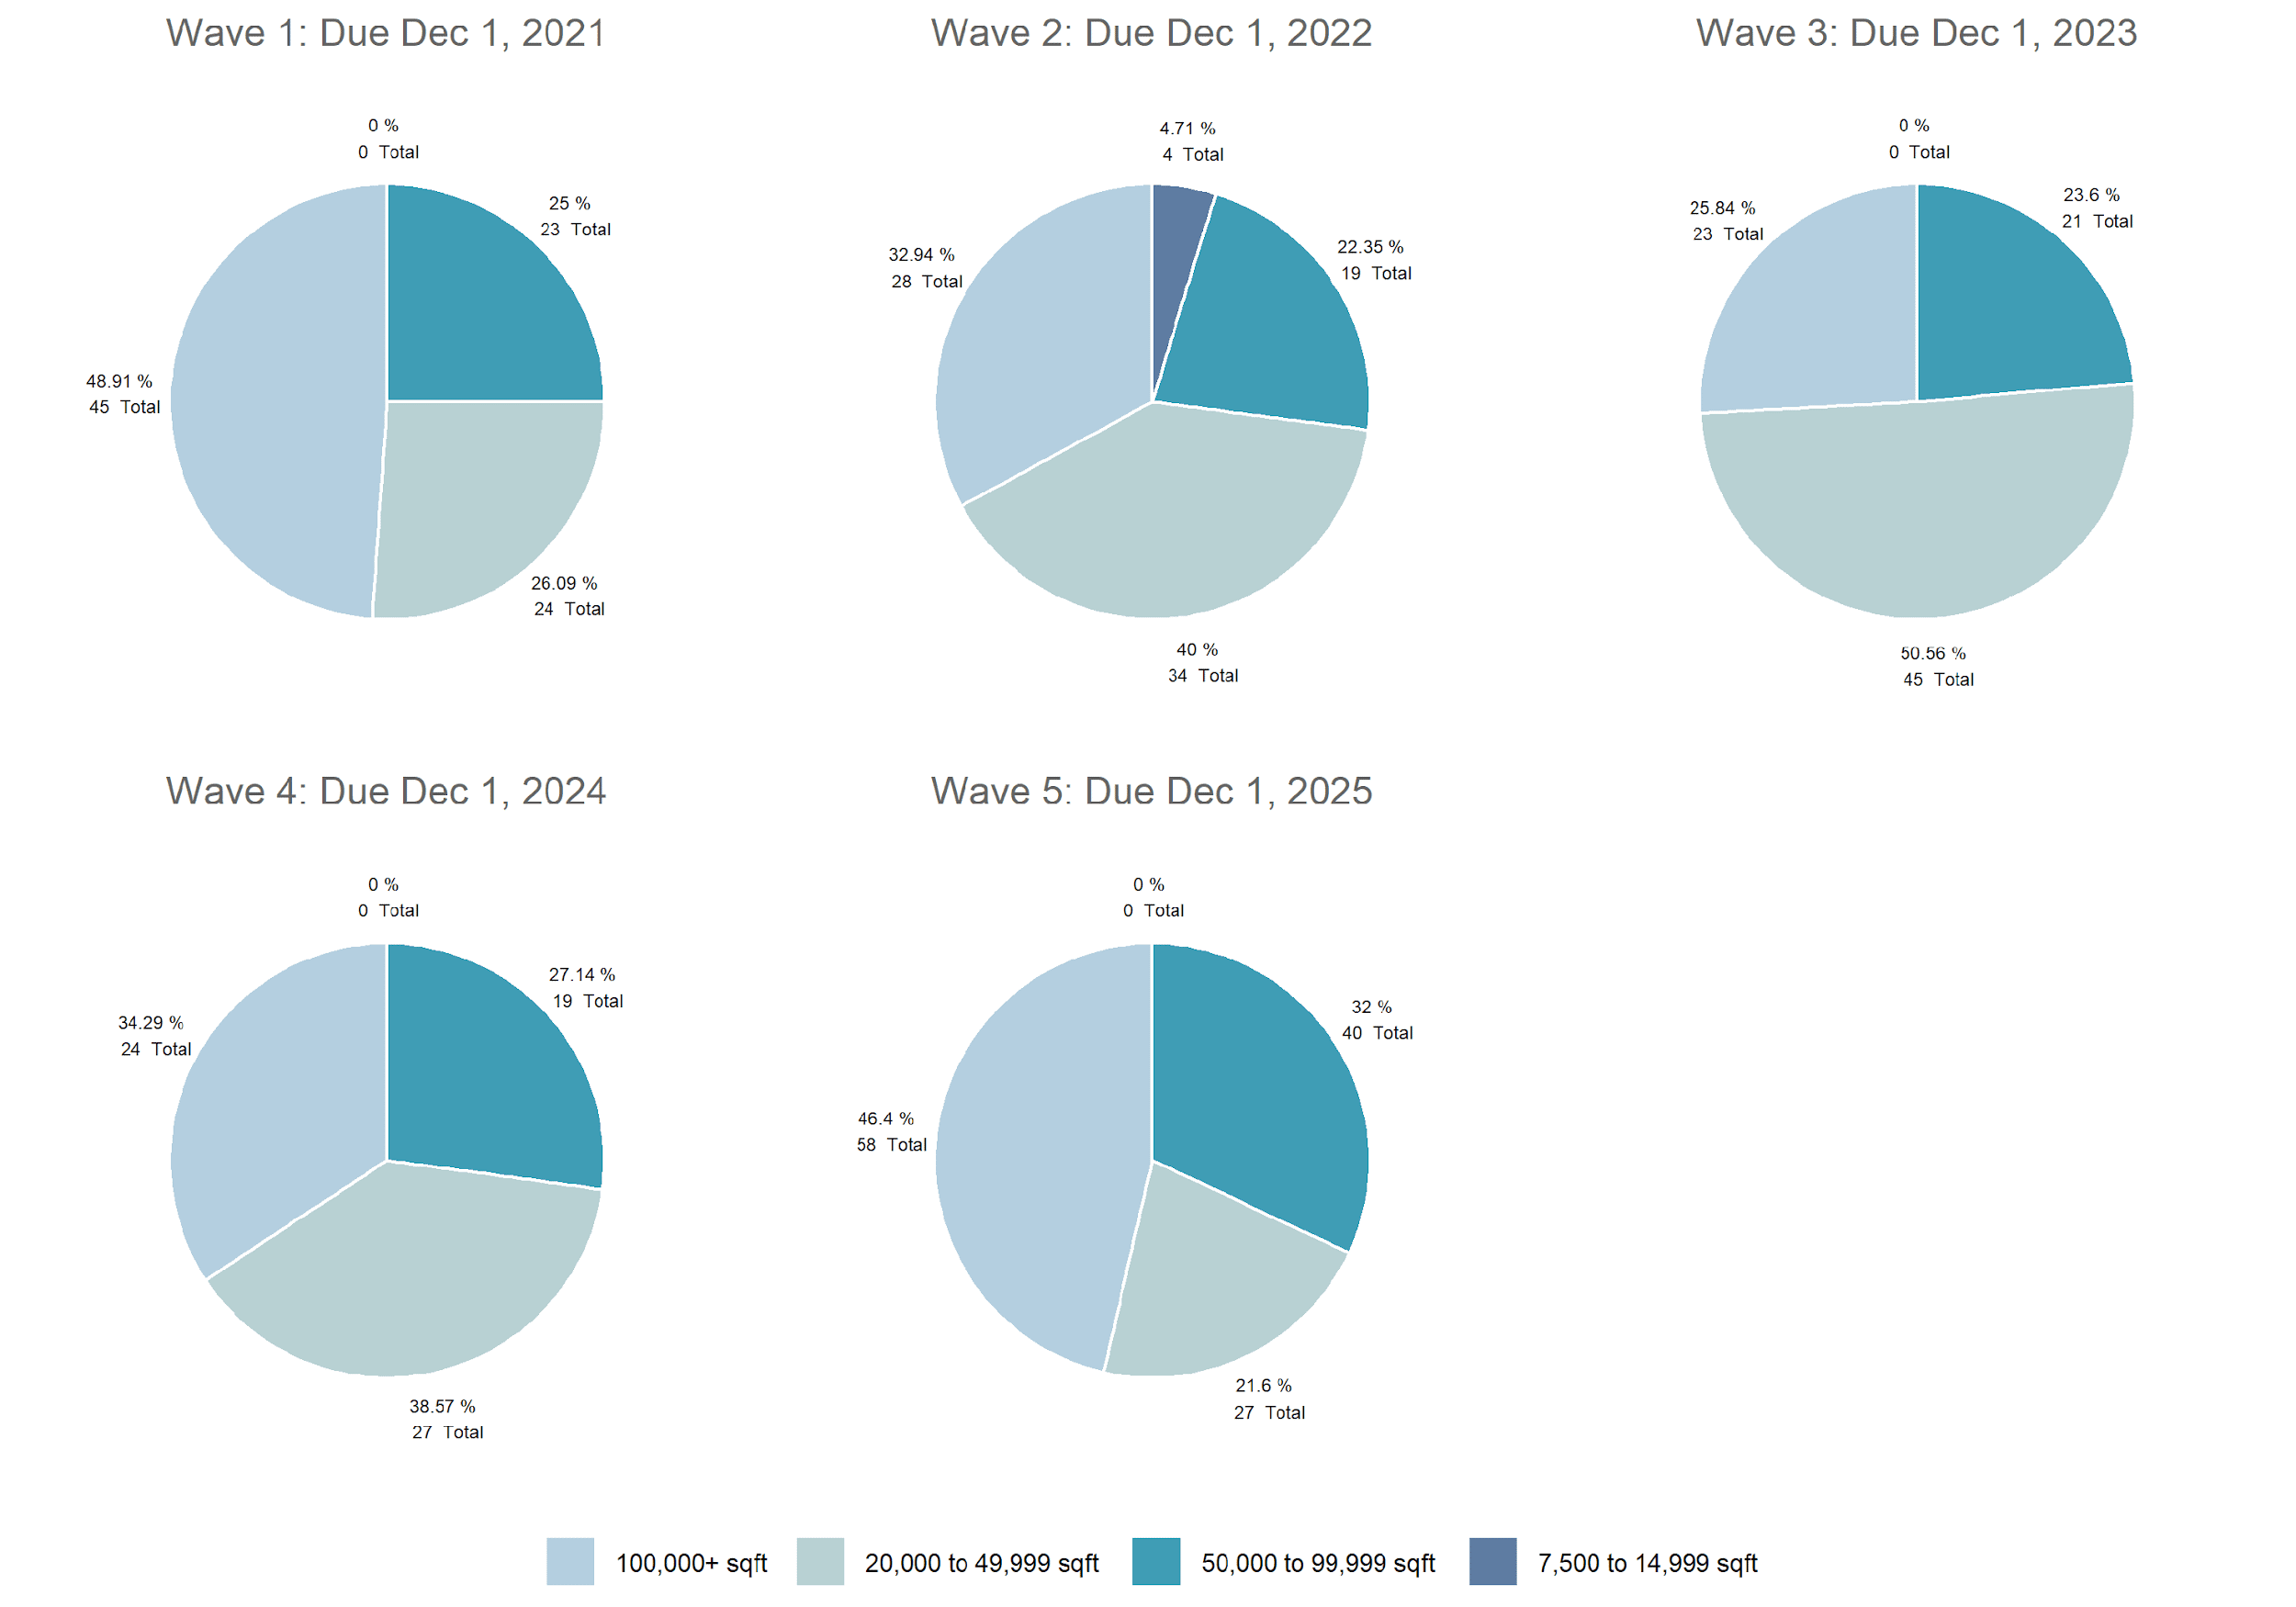 Wave 1: Due Dec 1, 2021
0 %
0 Total
25 %
23 Total
48.91 %
45 Total
26.09 %
24 Total
Wave 2: Due Dec 1, 2022
4.71 %
4 Total
22.35 %
19 Total
32.94 %
28 Total
40 %
34 Total
Wave 3: Due Dec 1, 2023
0 %
0 Total
23.6 %
21 Total
25.84 %
23 Total
50.56 %
45 Total
Wave 4: Due Dec 1, 2024
0 %
0 Total
27.14 %
19 Total
34.29 %
24 Total
38.57 %
27 Total
Wave 5: Due Dec 1, 2025
0 %
0 Total
32 %
40 Total
46.4 %
58 Total
21.6 %
27 Total
100,000+ sqft
20,000 to 49,999 sqft
50,000 to 99,999 sqft
7,500 to 14,999 sqft